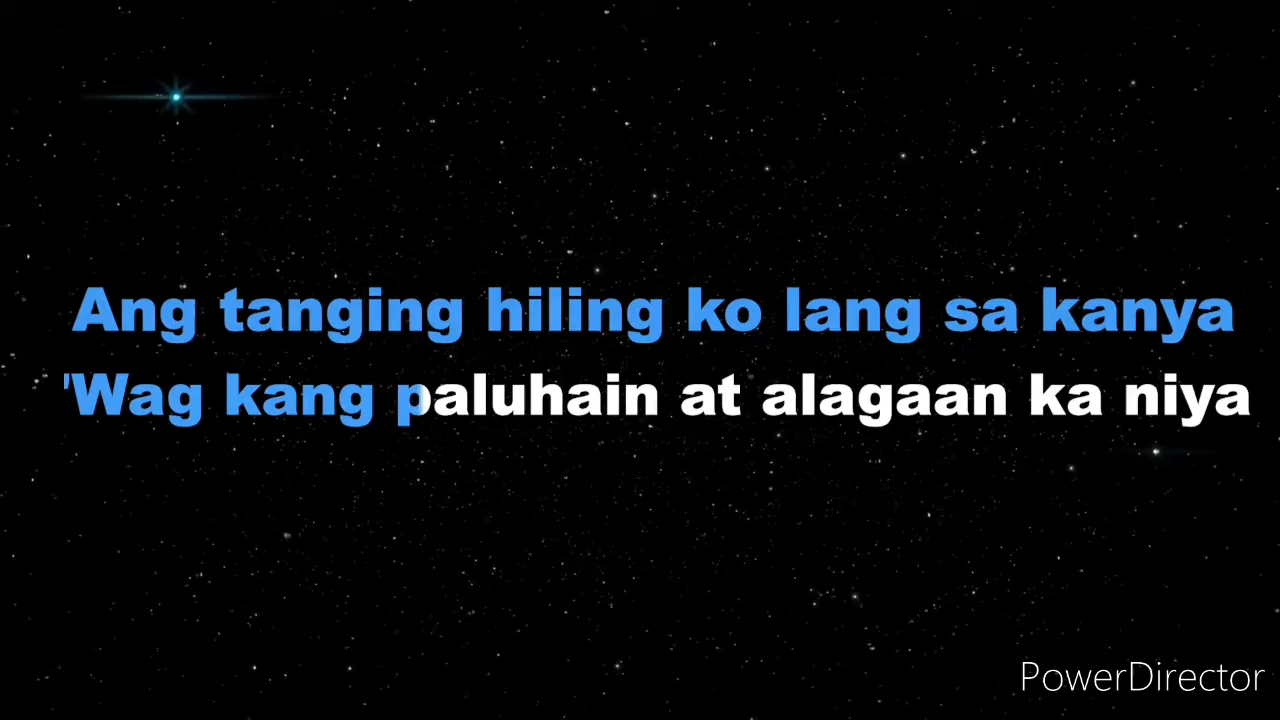 Ang tanging hiling ko lang sa kanya
'Wag kang paluhain at alagaan ka niya
PowerDirector